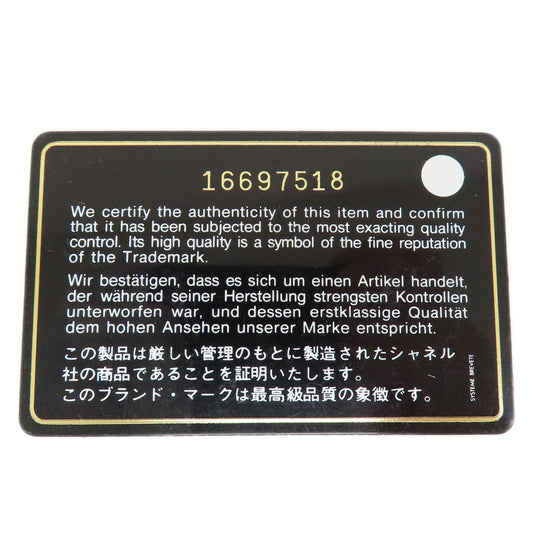 16697518
We certify the authenticity of this item and confirm
that it has been subjected to the most exacting quality
control. Its high quality is a symbol of the fine reputation
of the Trademark.
Wir bestätigen, dass es sich um einen Artikel handelt,
der während seiner Herstellung strengsten Kontrollen
unterworfen war, und dessen erstklassige Qualität
dem hohen Ansehen unserer Marke entspricht.
この製品は厳しい管理のもとに製造されたシャネル
社の商品であることを証明いたします。
このブランド・マークは最高級品質の象徴です。
SYSTEME BREVETE